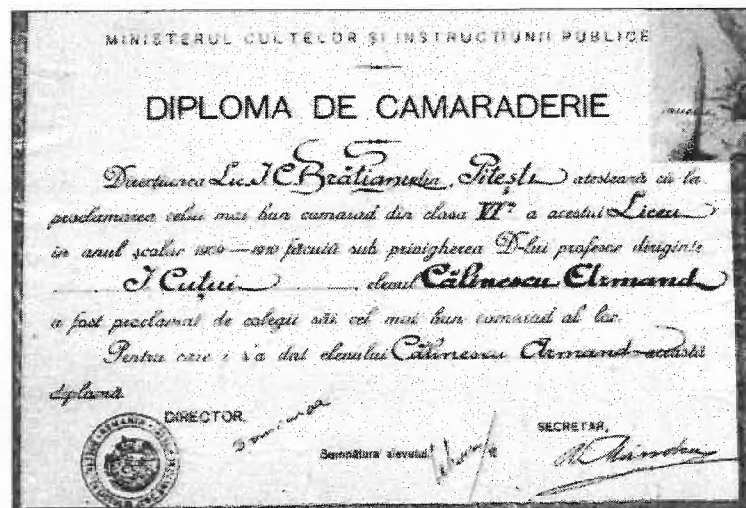 MINISTERUL CULTELOR ȘI INSTRUCȚIUNII PUBLICE
DIPLOMA DE CAMARADERIE
Direcțiunea Lic. I. C. Brătianu din Pitești atestează că la
proclamarea celui mai bun camarad din clasa VI a acestui Liceu
în anul școlar 1909—1910 făcută sub privigherea D-lui profesor diriginte
I Cuțui elevul Călinescu Armand
a fost proclamat de colegii săi cel mai bun camarad al lor.
Pentru care i s'a dat elevului Călinescu Armand această
diplomă
DIRECTOR,
SECRETAR,
Semnătura elevului